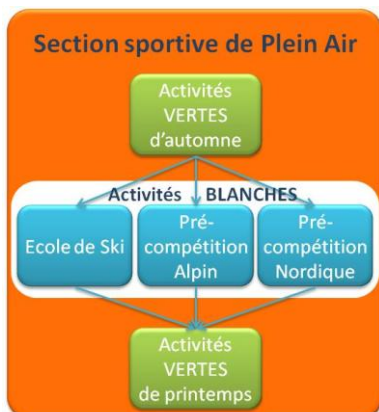 Section sportive de Plein Air
Activités
VERTES
d'automne
Activités BLANCHES
Ecole de Ski
Pré-
compétition
Alpin
Pré-
compétition
Nordique
Activités
VERTES
de printemps